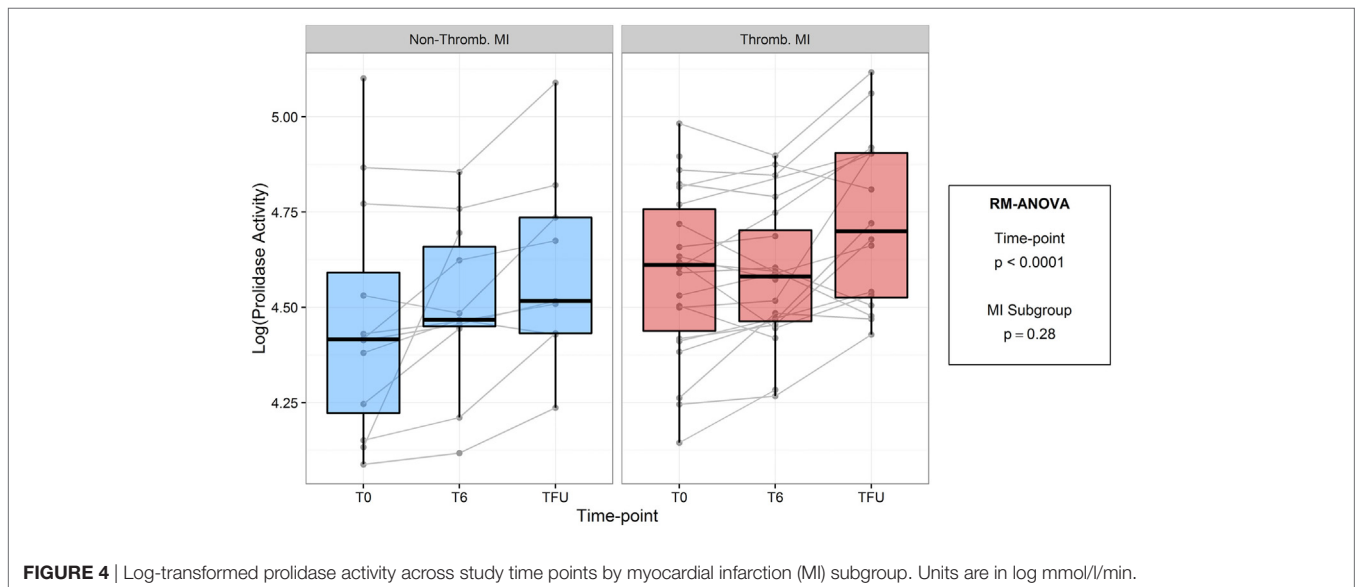 Non-Thromb. MI
Thromb. MI
Log(Prolidase Activity)
5.00
4.75
4.50
4.25
T0 T6 TFU
T0 T6 TFU
Time-point
RM-ANOVA
Time-point
p < 0.0001
MI Subgroup
p = 0.28
FIGURE 4 | Log-transformed prolidase activity across study time points by myocardial infarction (MI) subgroup. Units are in log mmol/l/min.